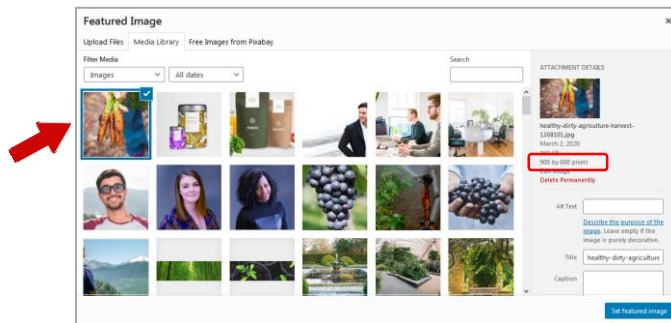 Featured Image
Upload Files Media Library Free Images from Pixabay
Filter Media
Search
Images
All dates
ATTACHMENT DETAILS
healthy-dirty-agriculture-harvest-
1268101.jpg
March 2, 2020
900 by 600 pixels
Edit Image
Delete Permanently
Alt Text
Describe the purpose of the
image. Leave empty if the
image is purely decorative.
Title
healthy-dirty-agriculture
Caption
Set featured image